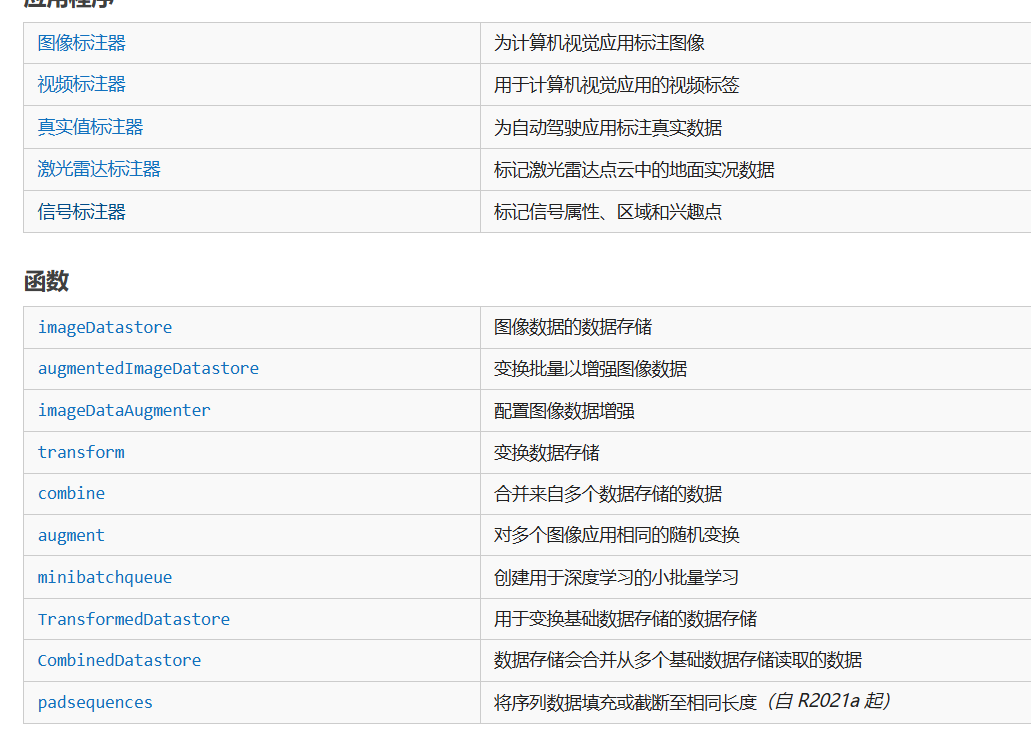 应用程序
图像标注器 为计算机视觉应用标注图像
视频标注器 用于计算机视觉应用的视频标签
真实值标注器 为自动驾驶应用标注真实数据
激光雷达标注器 标记激光雷达点云中的地面实况数据
信号标注器 标记信号属性、区域和兴趣点
函数
imageDatastore 图像数据的数据存储
augmentedImageDatastore 变换批量以增强图像数据
imageDataAugmenter 配置图像数据增强
transform 变换数据存储
combine 合并来自多个数据存储的数据
augment 对多个图像应用相同的随机变换
minibatchqueue 创建用于深度学习的小批量学习
TransformedDatastore 用于变换基础数据存储的数据存储
CombinedDatastore 数据存储会合并从多个基础数据存储读取的数据
padsequences 将序列数据填充或截断至相同长度（自 R2021a 起）